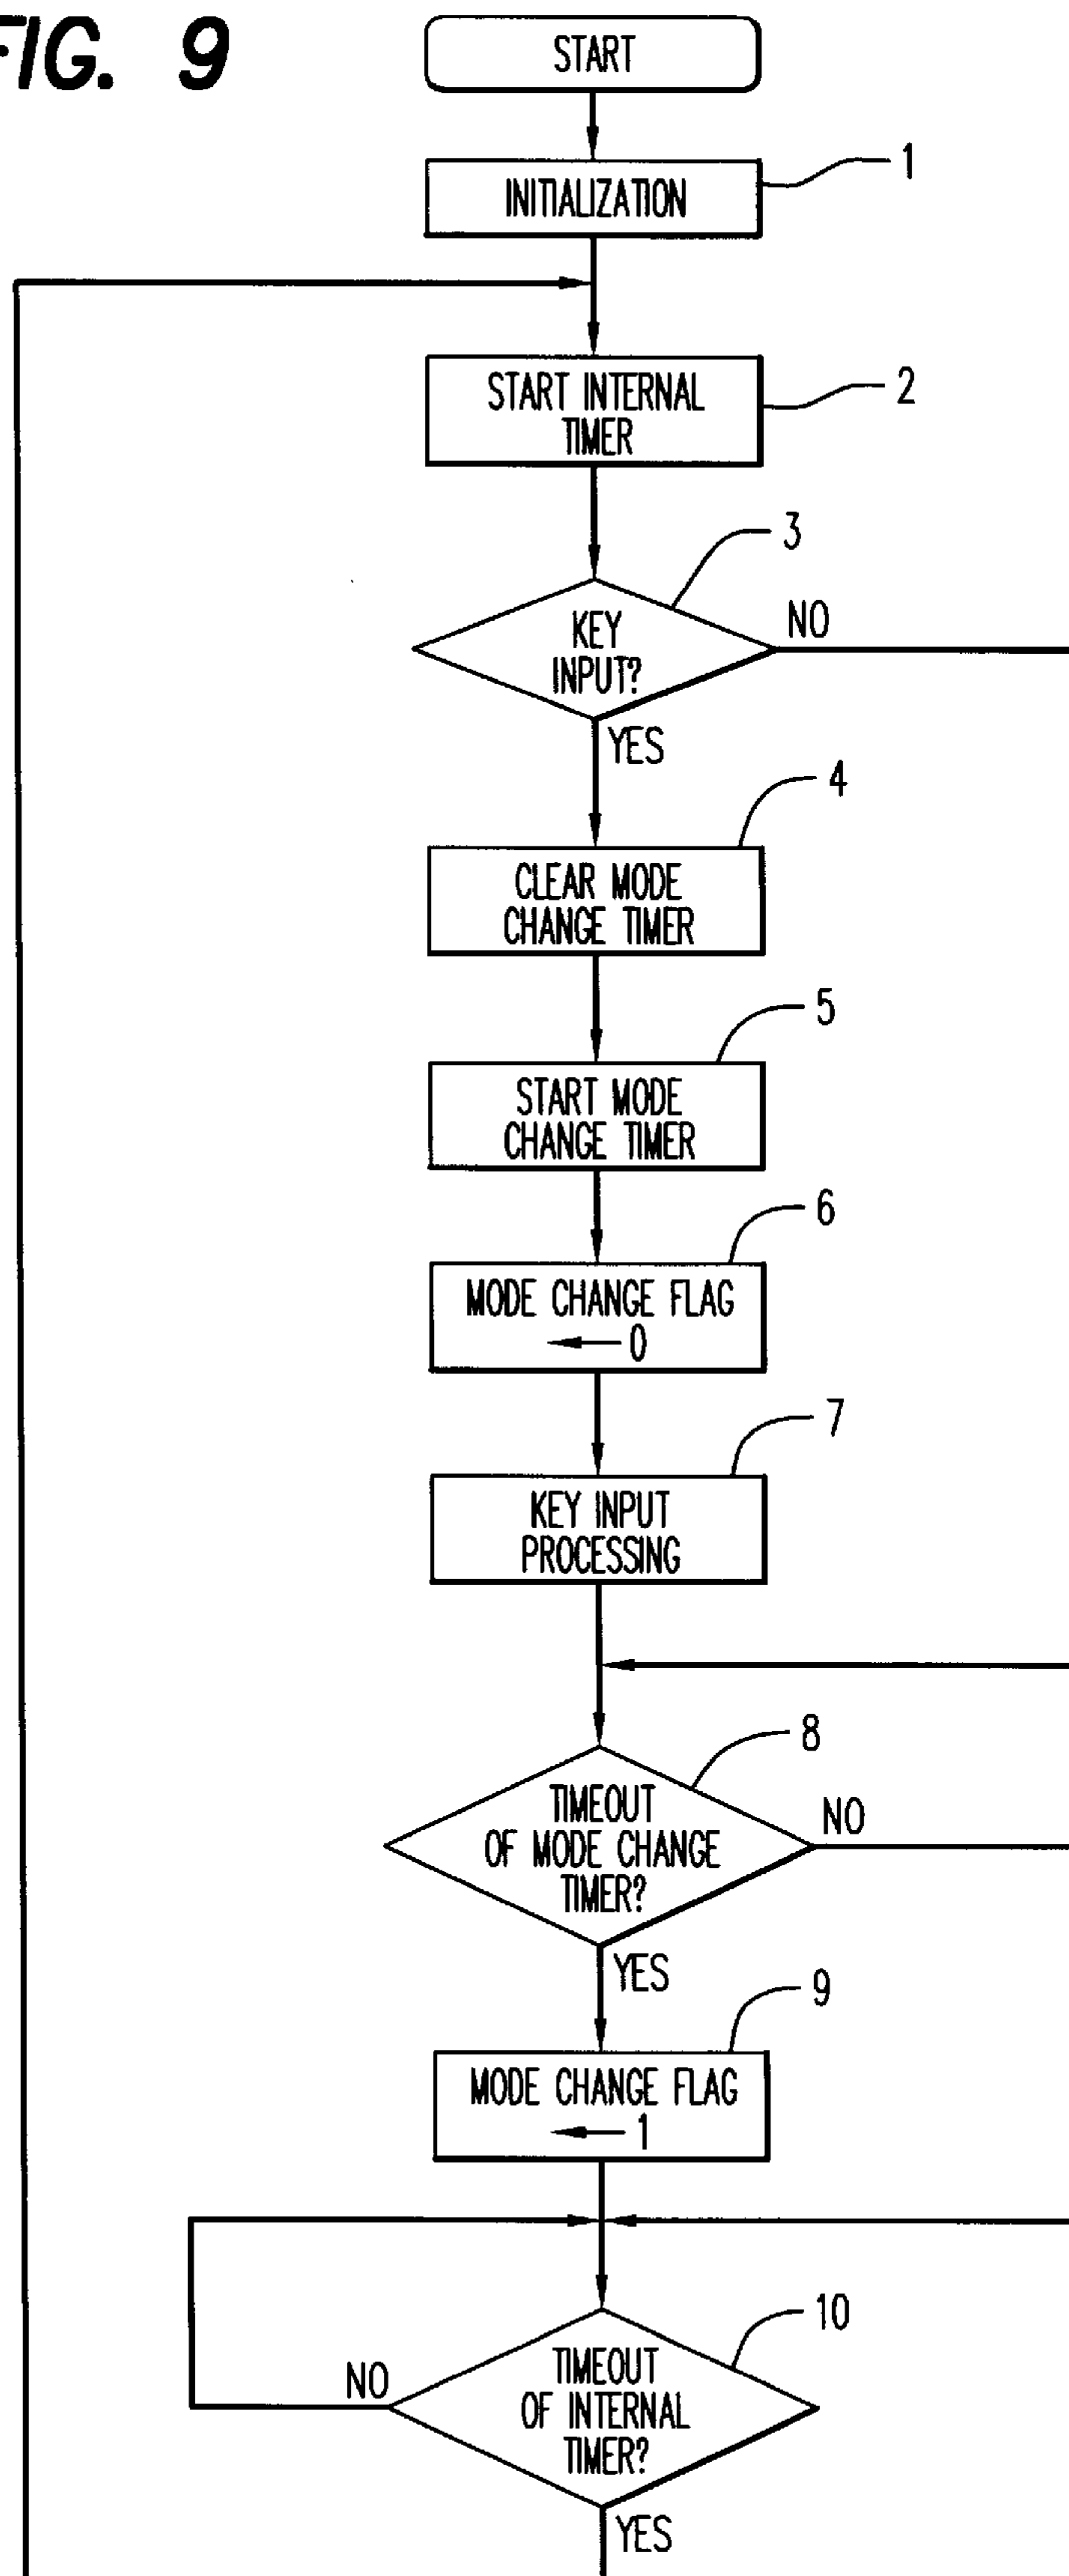 FIG. 9
START
INITIALIZATION
1
START INTERNAL
TIMER
2
3
KEY
INPUT?
NO
YES
4
CLEAR MODE
CHANGE TIMER
5
START MODE
CHANGE TIMER
6
MODE CHANGE FLAG
←0
7
KEY INPUT
PROCESSING
8
TIMEOUT
OF MODE CHANGE
TIMER?
NO
YES
9
MODE CHANGE FLAG
←1
10
TIMEOUT
OF INTERNAL
TIMER?
NO
YES